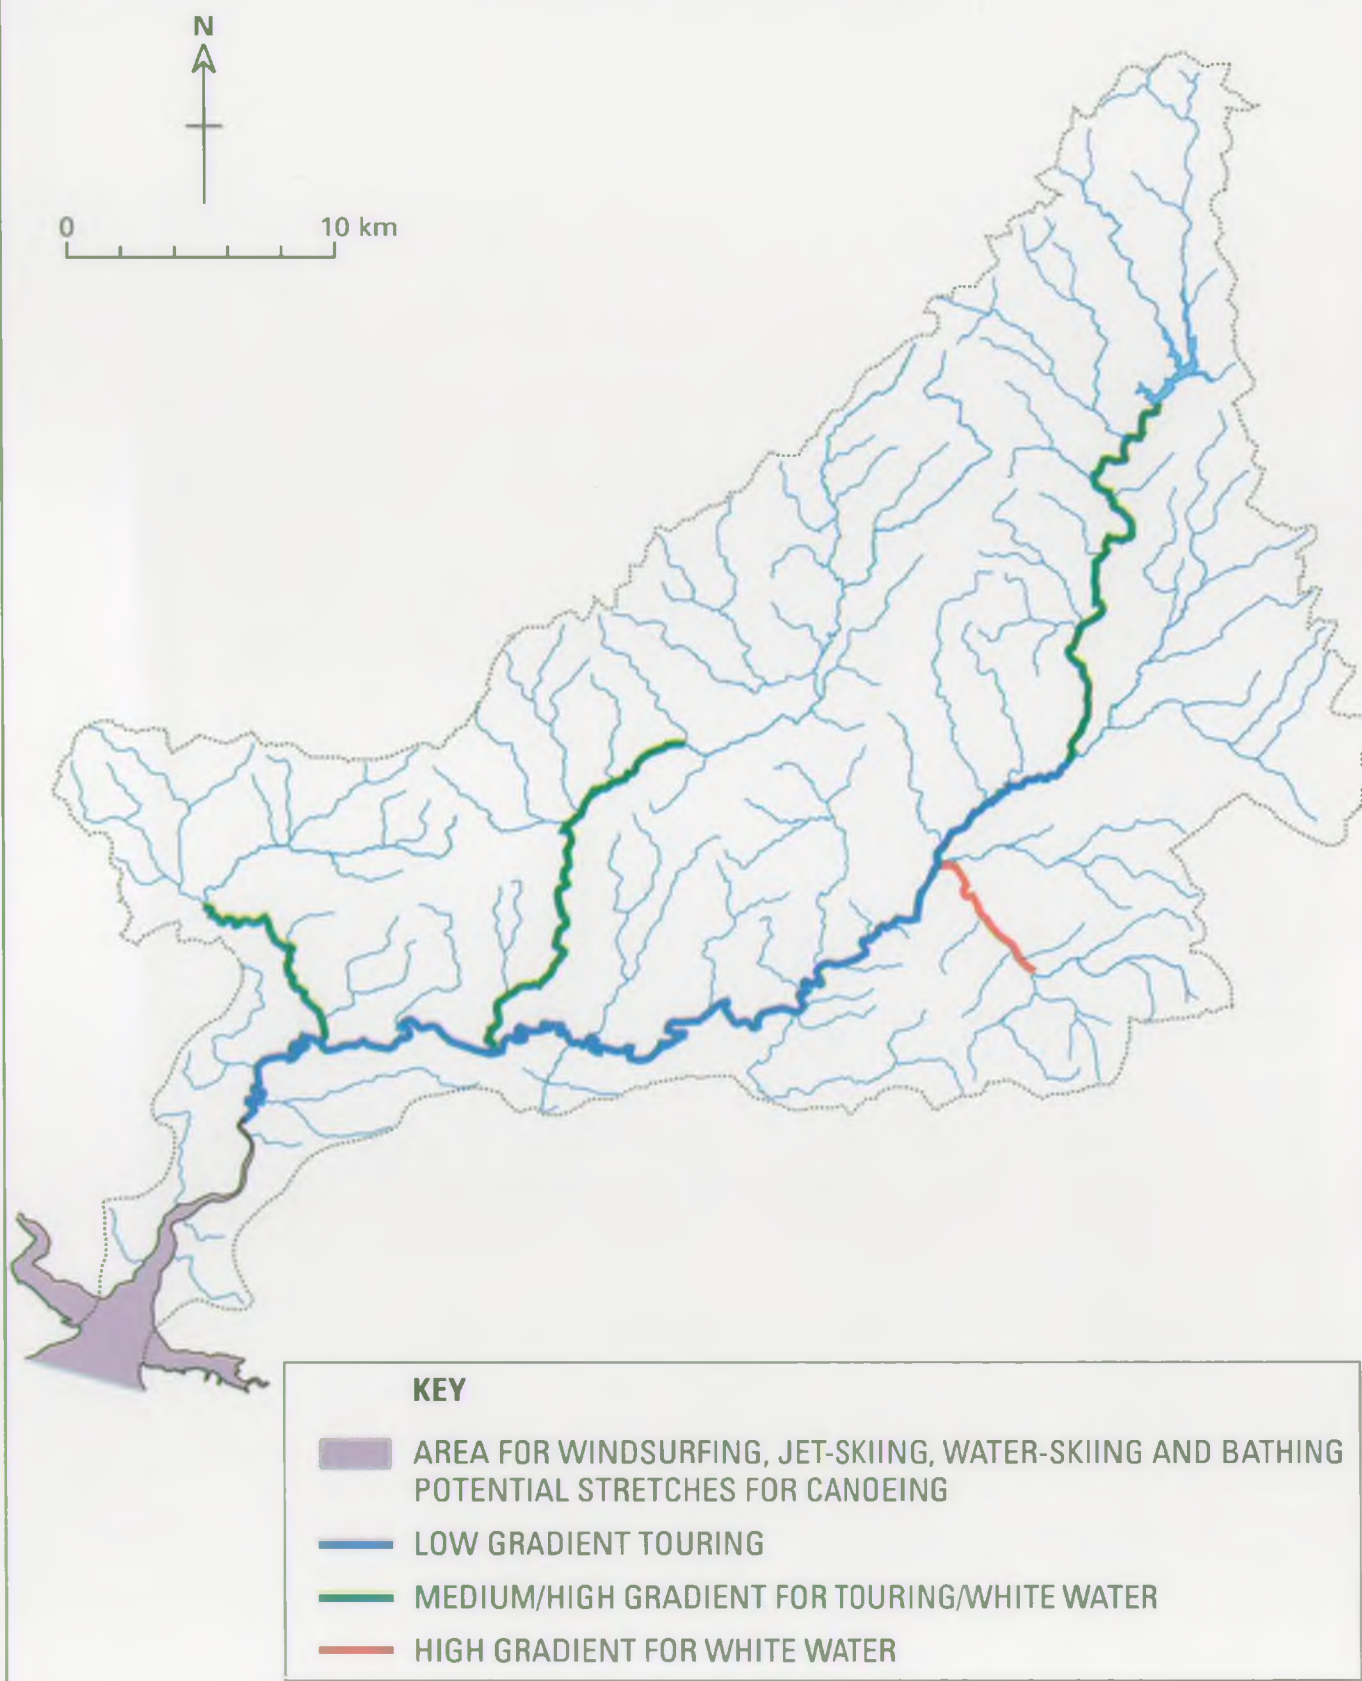 N
0 10 km
KEY
AREA FOR WINDSURFING, JET-SKIING, WATER-SKIING AND BATHING
POTENTIAL STRETCHES FOR CANOEING
LOW GRADIENT TOURING
MEDIUM/HIGH GRADIENT FOR TOURING/WHITE WATER
HIGH GRADIENT FOR WHITE WATER